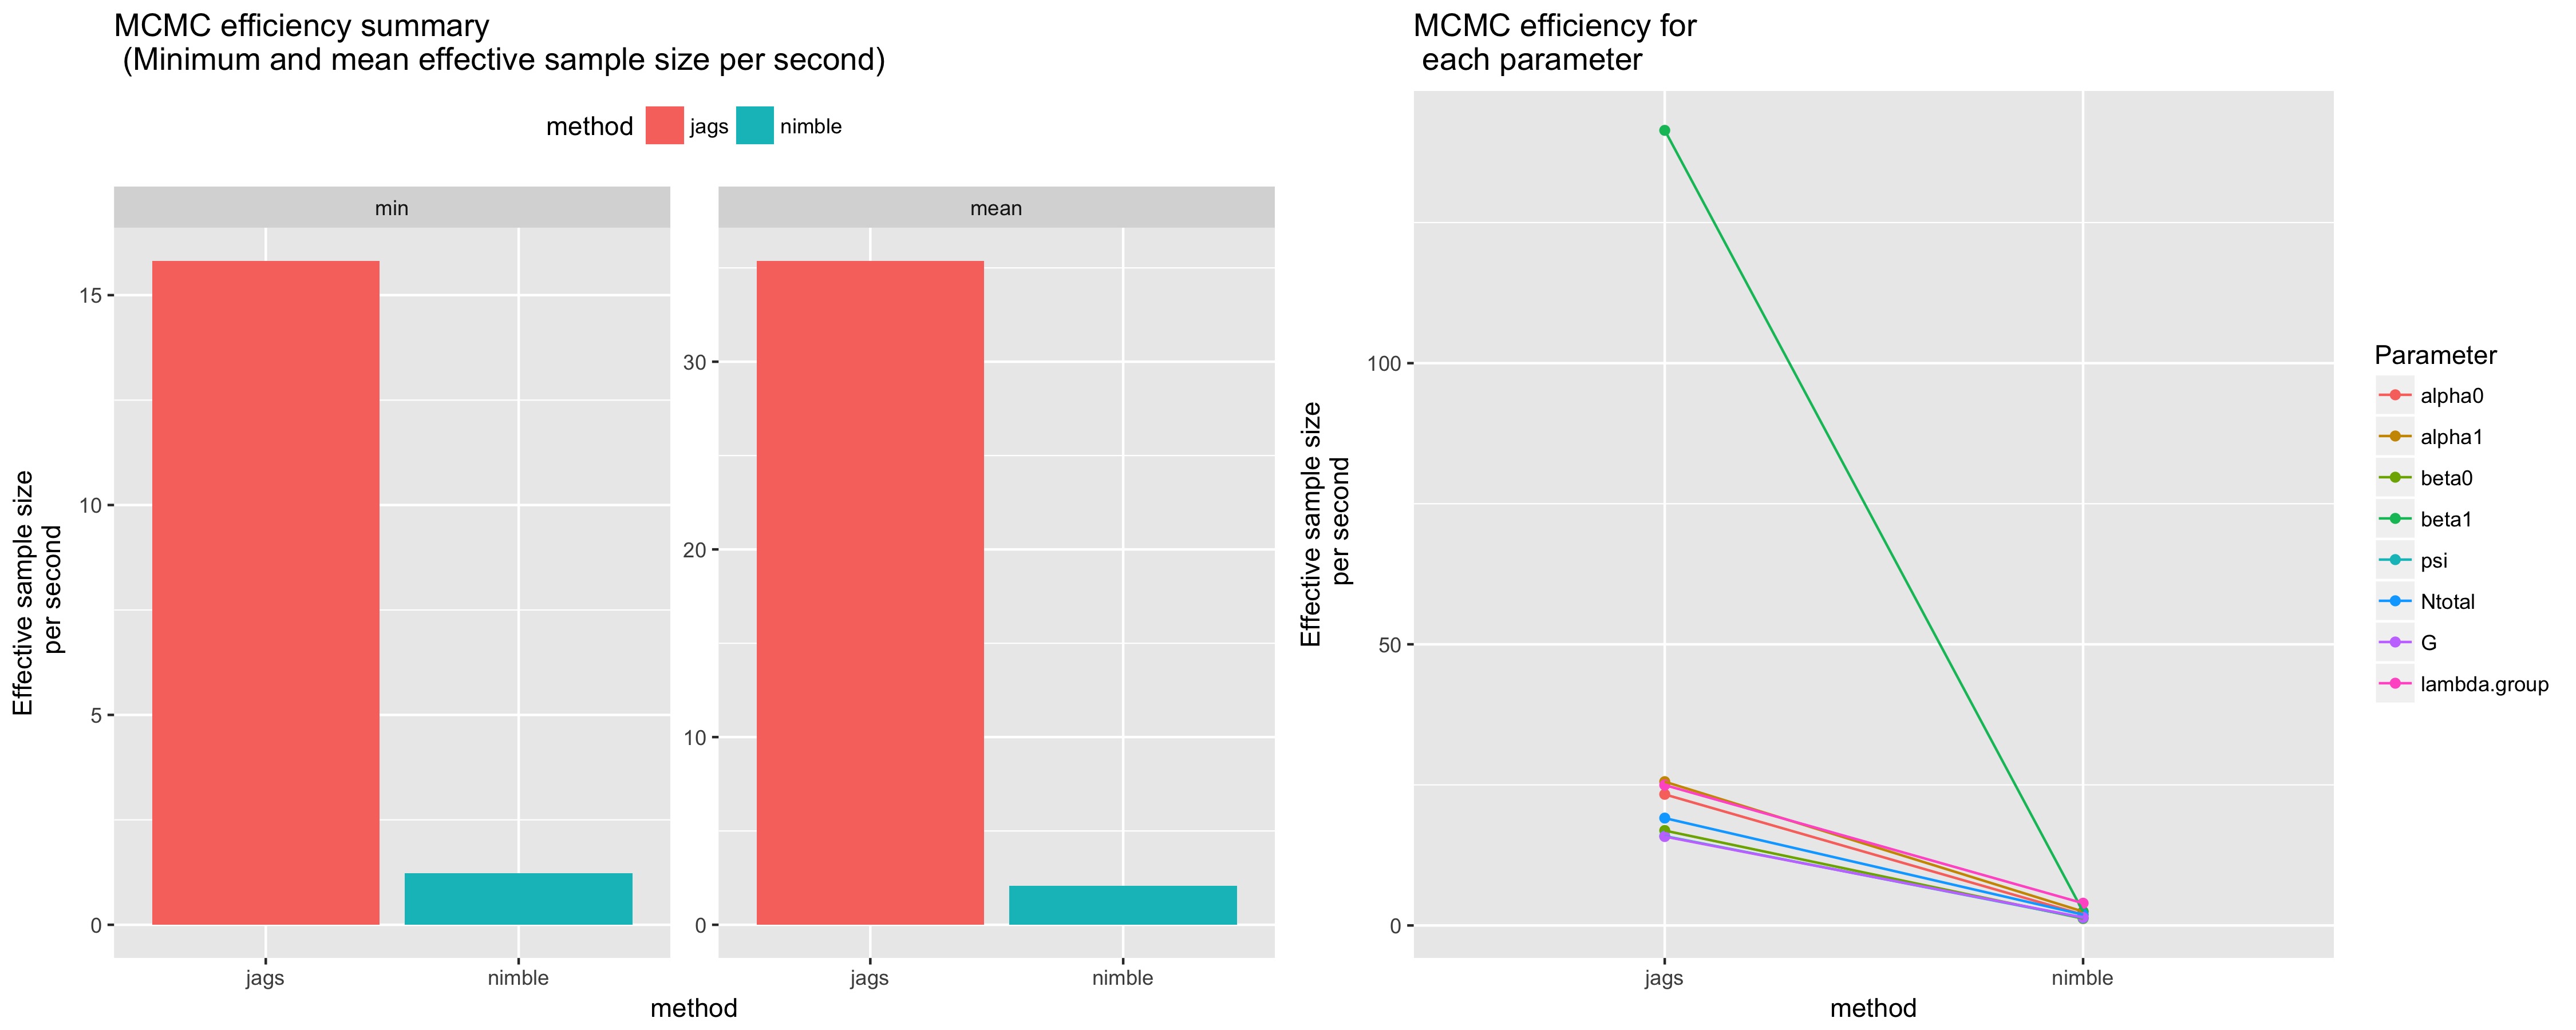 MCMC efficiency summary
(Minimum and mean effective sample size per second)
method
jags
nimble
min
mean
Effective sample size
per second
15
10
5
0
30
20
10
0
jags
nimble
jags
nimble
method
MCMC efficiency for
each parameter
Effective sample size
per second
100
50
0
jags
nimble
method
Parameter
alpha0
alpha1
beta0
beta1
psi
Ntotal
G
lambda.group